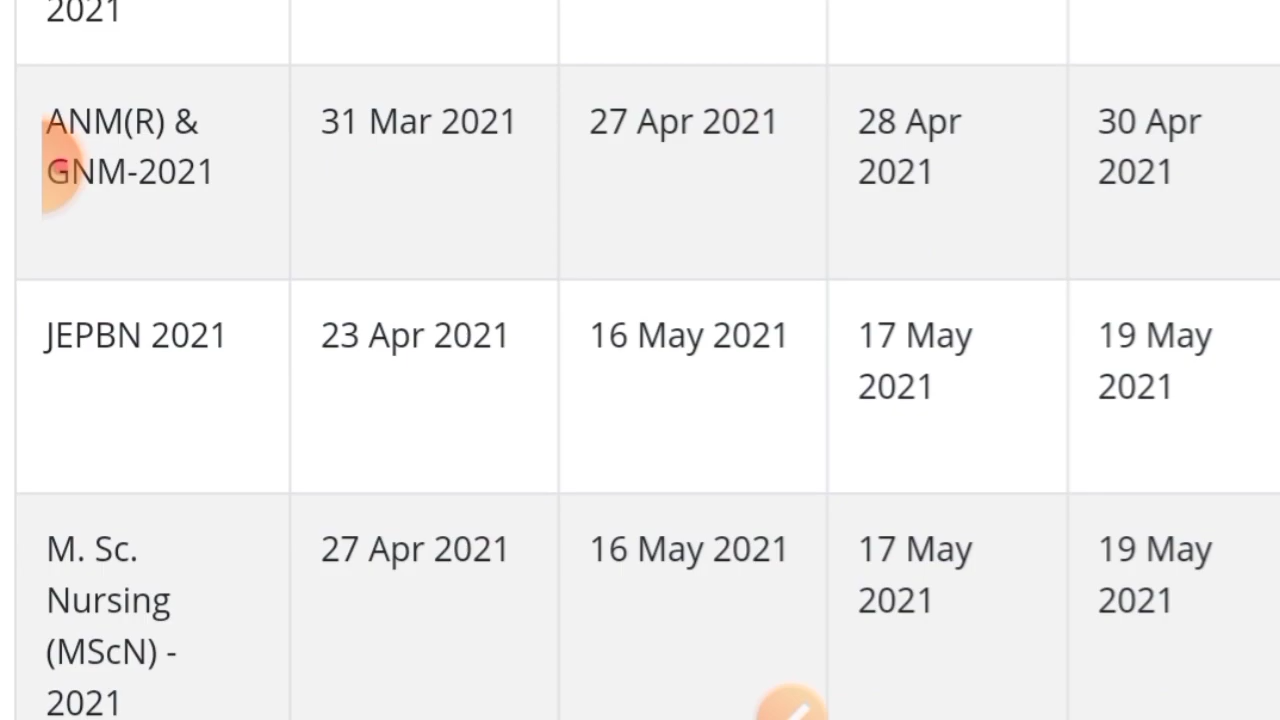 2021
ANM(R) & 31 Mar 2021 27 Apr 2021 28 Apr 30 Apr
GNM-2021 2021 2021
JEPBN 2021 23 Apr 2021 16 May 2021 17 May 19 May
2021 2021
M. Sc. 27 Apr 2021 16 May 2021 17 May 19 May
Nursing 2021 2021
(MScN) -
2021